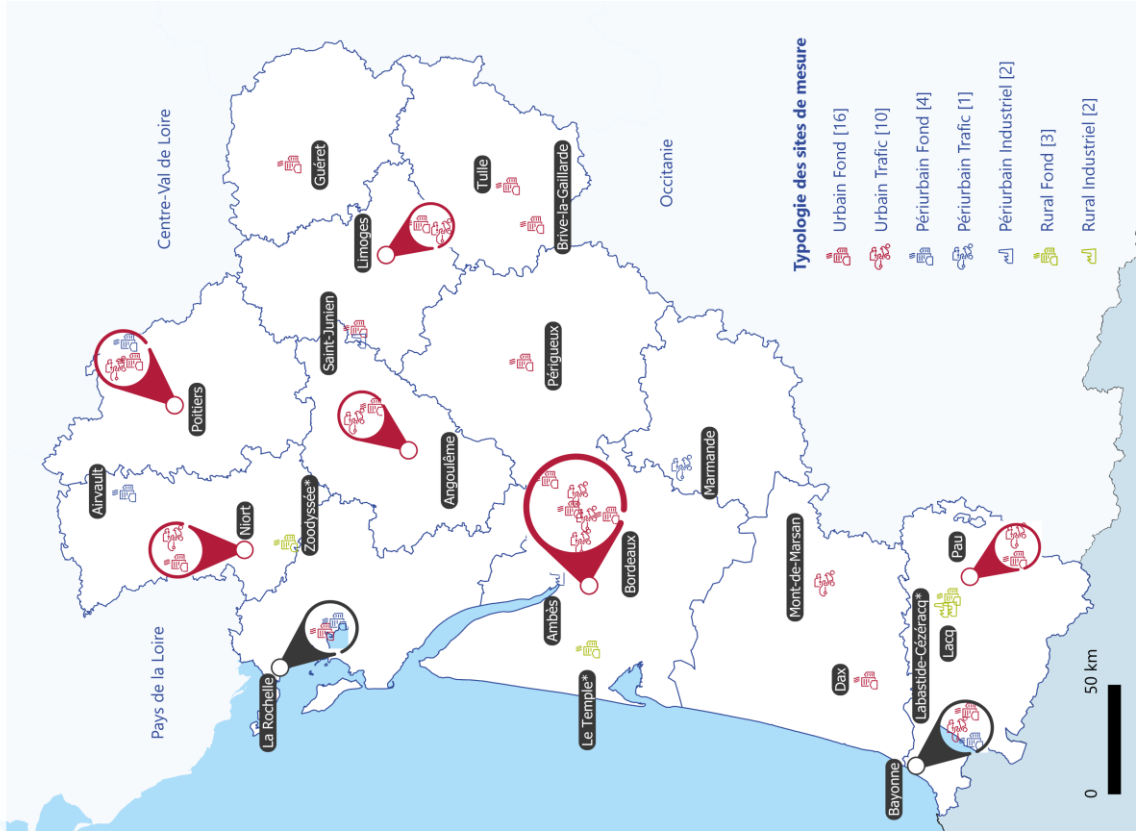 Centre-Val de Loire
Pays de la Loire
Occitanie
Airvault
Poitiers
Niort
Zoodyssée*
La Rochelle
Guéret
Limoges
Saint-Junien
Angoulême
Tulle
Brive-la-Gaillarde
Périgueux
Ambès
Bordeaux
Le Temple*
Marmande
Mont-de-Marsan
Dax
Labastide-Cézéracq*
Lacq
Pau
Bayonne
0 50 km
Typologie des sites de mesure
Urbain Fond [16]
Urbain Trafic [10]
Périurbain Fond [4]
Périurbain Trafic [1]
Périurbain Industriel [2]
Rural Fond [3]
Rural Industriel [2]